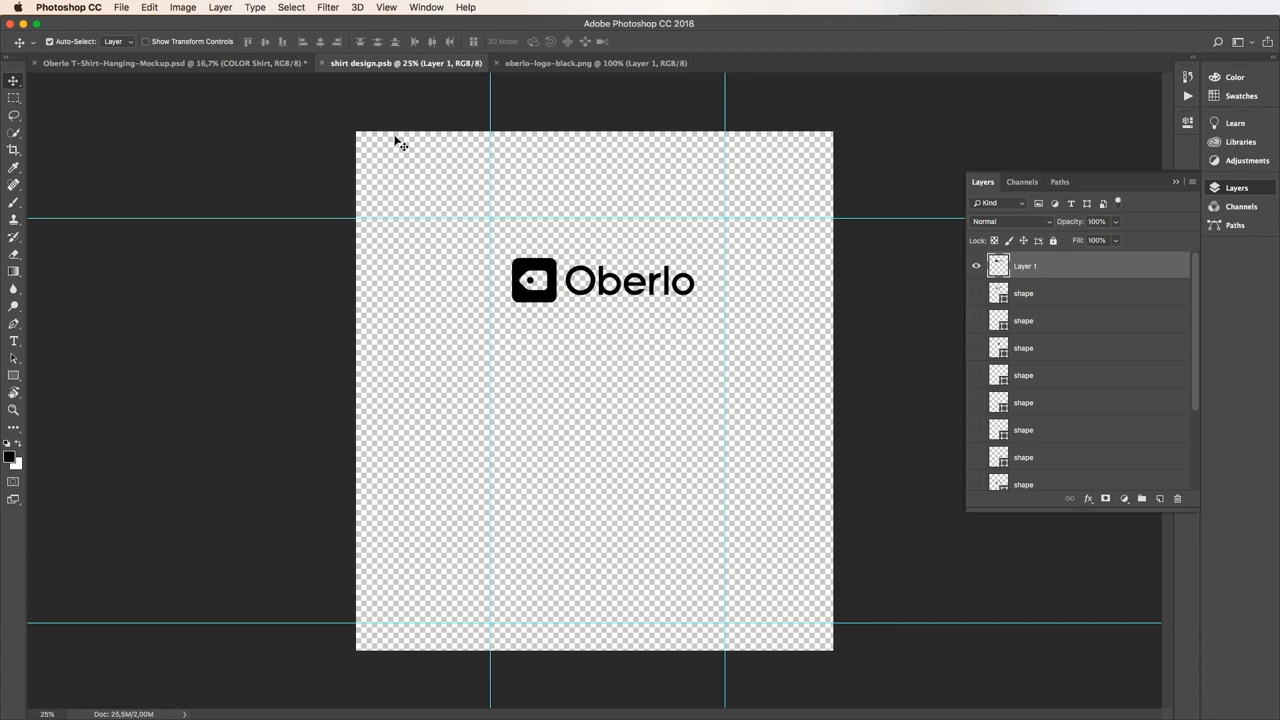 Photoshop CC File Edit Image Layer Type Select Filter 3D View Window Help
Adobe Photoshop CC 2018
Auto-Select: Layer Show Transform Controls 3D Mode:
Oberlo T-Shirt-Hanging-Mockup.psd @ 16,7% (COLOR Shirt, RGB/8) * shirt design.psb @ 25% (Layer 1, RGB/8) oberlo-logo-black.png @ 100% (Layer 1, RGB/8)
Color
Swatches
Learn
Libraries
Adjustments
Layers
Channels
Paths
Layers Channels Paths
Kind
Normal Opacity: 100%
Lock: Fill: 100%
Layer 1
shape
shape
shape
shape
shape
shape
shape
shape
Oberlo
25% Doc: 25,5M/2,00M